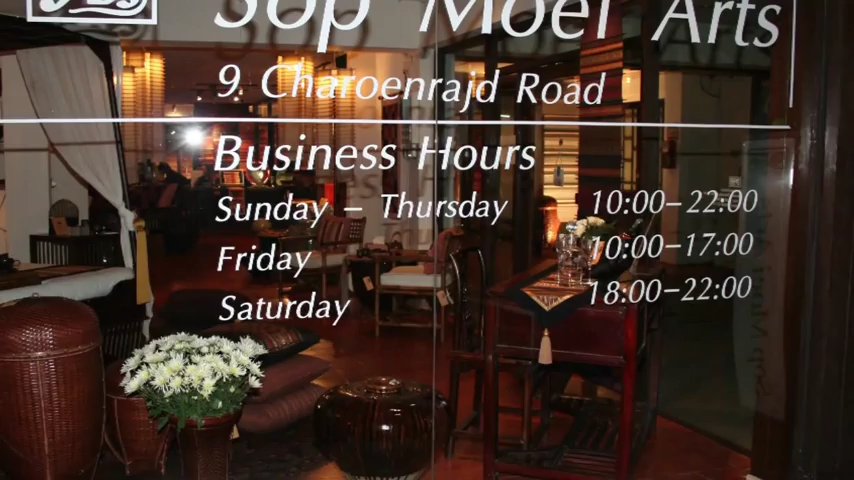 Sop Moei Arts
9 Charoenrajd Road
Business Hours
Sunday – Thursday 10:00–22:00
Friday 10:00–17:00
Saturday 18:00–22:00